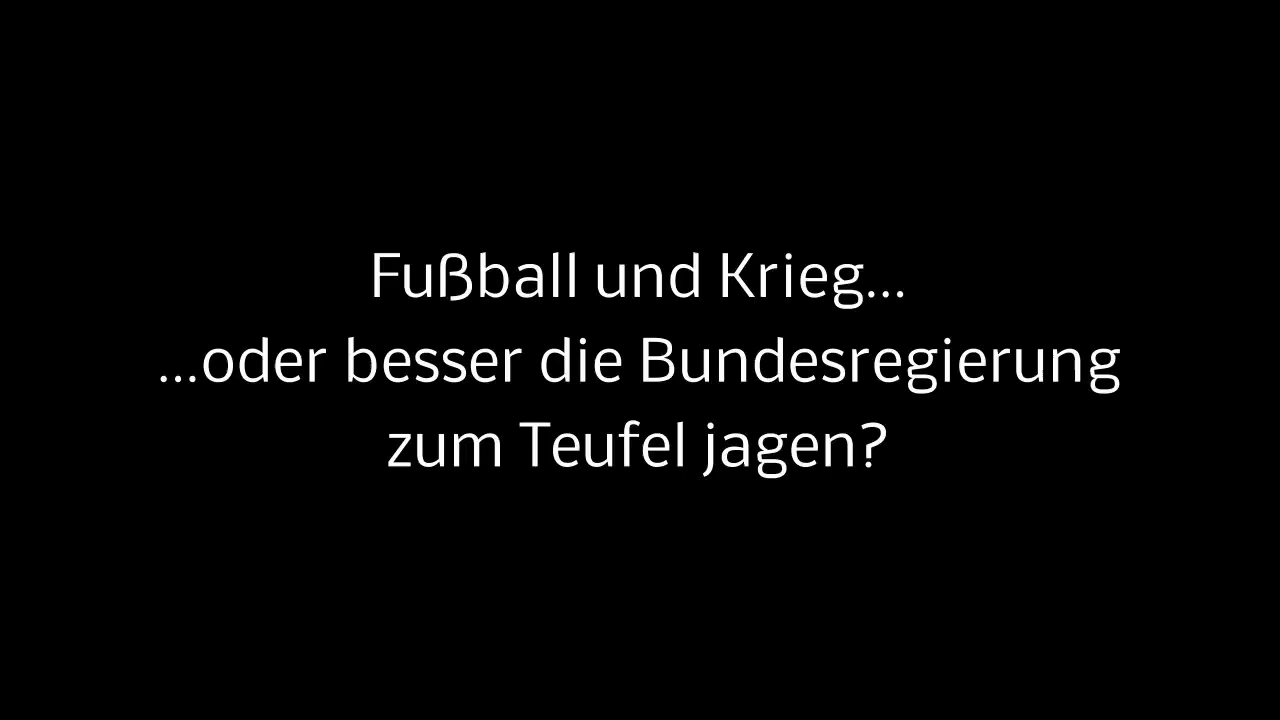 Fußball und Krieg...
...oder besser die Bundesregierung
zum Teufel jagen?